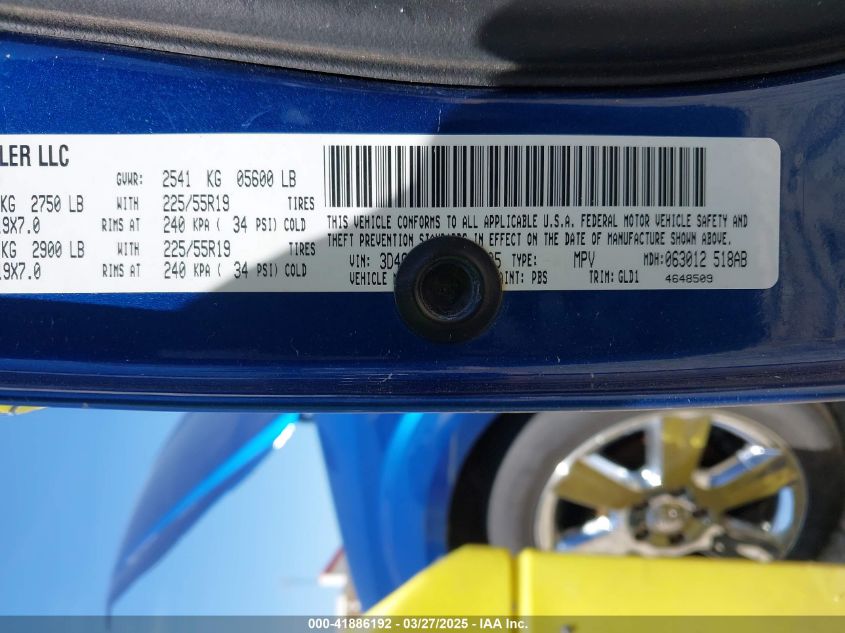 LER LLC
GVWR: 2541 KG 05600 LB
KG 2750 LB WITH 225/55R19 TIRES
9X7.0 RIMS AT 240 KPA ( 34 PSI) COLD
KG 2900 LB WITH 225/55R19 TIRES
9X7.0 RIMS AT 240 KPA ( 34 PSI) COLD
THIS VEHICLE CONFORMS TO ALL APPLICABLE U.S.A. FEDERAL MOTOR VEHICLE SAFETY AND
THEFT PREVENTION STANDARDS IN EFFECT ON THE DATE OF MANUFACTURE SHOWN ABOVE.
VIN: 3D4 TYPE: MPV MDH:063012 518AB
VEHICLE PAINT: PBS TRIM: GLD1 4648509
000-41886192 — 03/27/2025 — IAA Inc.